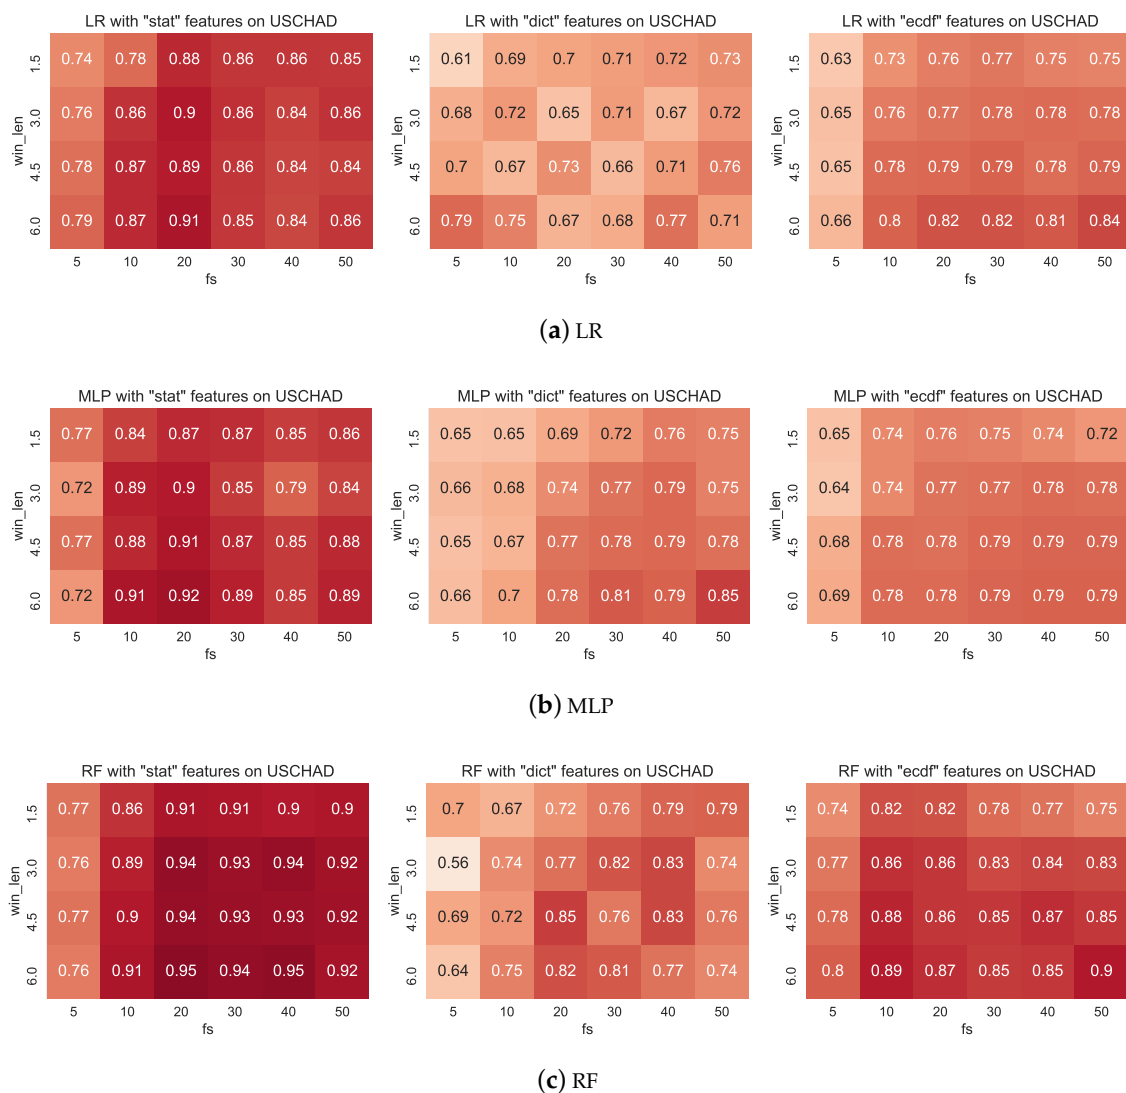 LR with "stat" features on USCHAD
LR with "dict" features on USCHAD
LR with "ecdf" features on USCHAD
1.5 0.74 0.78 0.88 0.86 0.86 0.85
3.0 0.76 0.86 0.9 0.86 0.84 0.86
4.5 0.78 0.87 0.89 0.86 0.84 0.84
6.0 0.79 0.87 0.91 0.85 0.84 0.86
win_len
5 10 20 30 40 50
fs
1.5 0.61 0.69 0.7 0.71 0.72 0.73
3.0 0.68 0.72 0.65 0.71 0.67 0.72
4.5 0.7 0.67 0.73 0.66 0.71 0.76
6.0 0.79 0.75 0.67 0.68 0.77 0.71
win_len
5 10 20 30 40 50
fs
1.5 0.63 0.73 0.76 0.77 0.75 0.75
3.0 0.65 0.76 0.77 0.78 0.78 0.78
4.5 0.65 0.78 0.79 0.79 0.78 0.79
6.0 0.66 0.8 0.82 0.82 0.81 0.84
win_len
5 10 20 30 40 50
fs
(a) LR
MLP with "stat" features on USCHAD
MLP with "dict" features on USCHAD
MLP with "ecdf" features on USCHAD
1.5 0.77 0.84 0.87 0.87 0.85 0.86
3.0 0.72 0.89 0.9 0.85 0.79 0.84
4.5 0.77 0.88 0.91 0.87 0.85 0.88
6.0 0.72 0.91 0.92 0.89 0.85 0.89
win_len
5 10 20 30 40 50
fs
1.5 0.65 0.65 0.69 0.72 0.76 0.75
3.0 0.66 0.68 0.74 0.77 0.79 0.75
4.5 0.65 0.67 0.77 0.78 0.79 0.78
6.0 0.66 0.7 0.78 0.81 0.79 0.85
win_len
5 10 20 30 40 50
fs
1.5 0.65 0.74 0.76 0.75 0.74 0.72
3.0 0.64 0.74 0.77 0.77 0.78 0.78
4.5 0.68 0.78 0.78 0.79 0.79 0.79
6.0 0.69 0.78 0.78 0.79 0.79 0.79
win_len
5 10 20 30 40 50
fs
(b) MLP
RF with "stat" features on USCHAD
RF with "dict" features on USCHAD
RF with "ecdf" features on USCHAD
1.5 0.77 0.86 0.91 0.91 0.9 0.9
3.0 0.76 0.89 0.94 0.93 0.94 0.92
4.5 0.77 0.9 0.94 0.93 0.93 0.92
6.0 0.76 0.91 0.95 0.94 0.95 0.92
win_len
5 10 20 30 40 50
fs
1.5 0.7 0.67 0.72 0.76 0.79 0.79
3.0 0.56 0.74 0.77 0.82 0.83 0.74
4.5 0.69 0.72 0.85 0.76 0.83 0.76
6.0 0.64 0.75 0.82 0.81 0.77 0.74
win_len
5 10 20 30 40 50
fs
1.5 0.74 0.82 0.82 0.78 0.77 0.75
3.0 0.77 0.86 0.86 0.83 0.84 0.83
4.5 0.78 0.88 0.86 0.85 0.87 0.85
6.0 0.8 0.89 0.87 0.85 0.85 0.9
win_len
5 10 20 30 40 50
fs
(c) RF